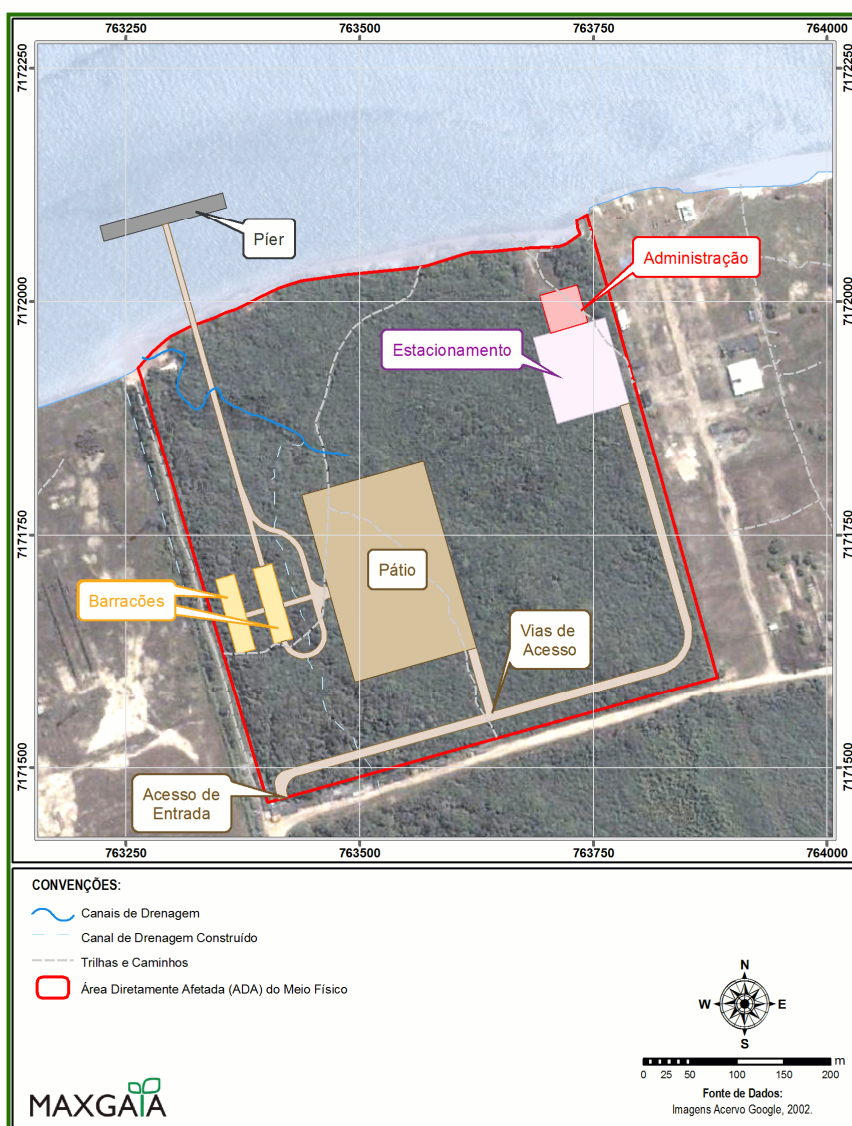 763250 763500 763750 764000
7172250 7172250
Píer
Administração
7172000 7172000
Estacionamento
7171750 7171750
Pátio
Barracões
Vias de
Acesso
7171500 7171500
Acesso de
Entrada
763250 763500 763750 764000
CONVENÇÕES:
Canais de Drenagem
Canal de Drenagem Construído
Trilhas e Caminhos
Área Diretamente Afetada (ADA) do Meio Físico
N
W E
S
m
0 25 50 100 150 200
Fonte de Dados:
Imagens Acervo Google, 2002.
MAXGAIA